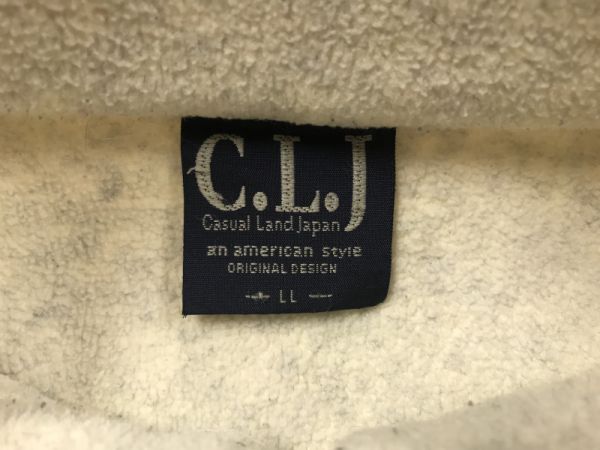 C.L.J
Casual Land Japan
an american style
ORIGINAL DESIGN
LL